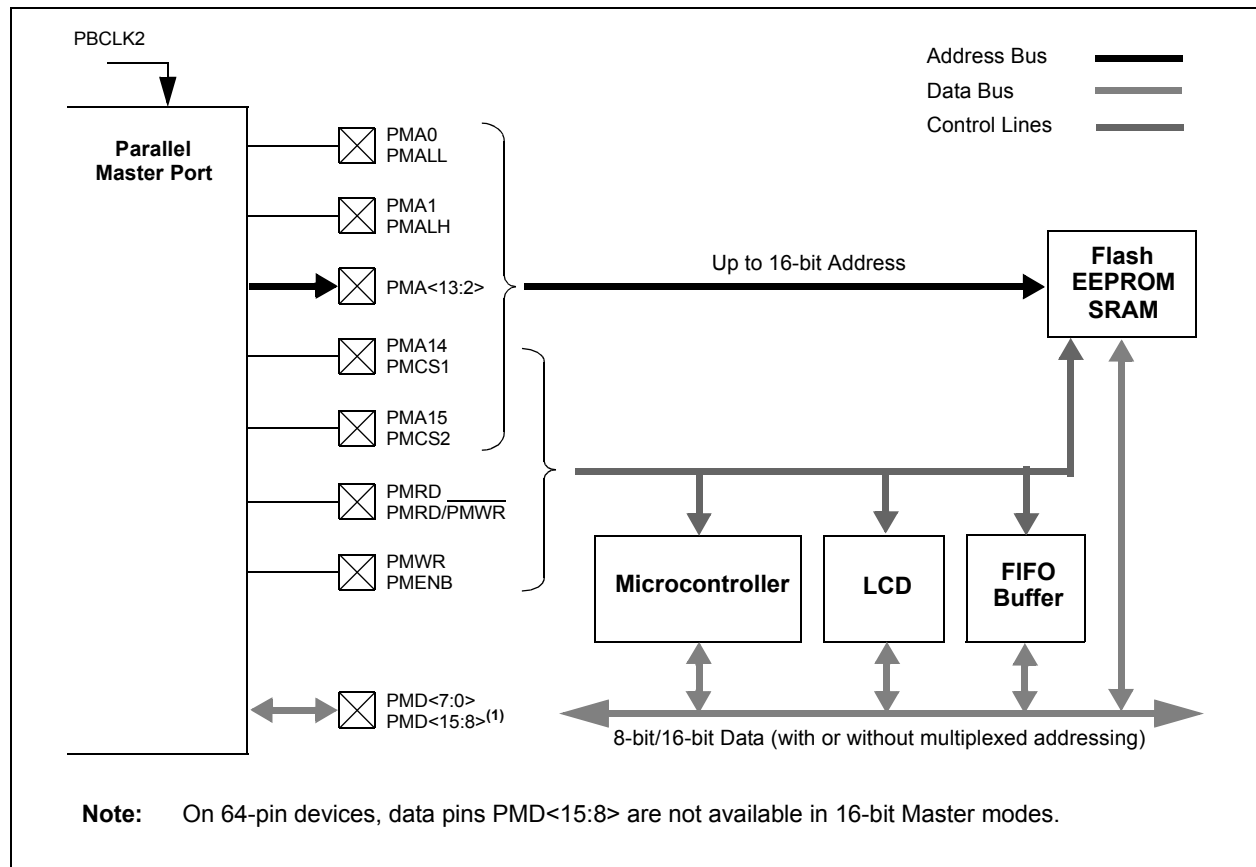 PBCLK2
Address Bus
Data Bus
Control Lines
Parallel
Master Port
PMA0
PMALL
PMA1
PMALH
PMA<13:2>
PMA14
PMCS1
PMA15
PMCS2
PMRD
PMRD/PMWR
PMWR
PMENB
PMD<7:0>
PMD<15:8>(1)
Up to 16-bit Address
Flash
EEPROM
SRAM
Microcontroller
LCD
FIFO
Buffer
8-bit/16-bit Data (with or without multiplexed addressing)
Note: On 64-pin devices, data pins PMD<15:8> are not available in 16-bit Master modes.